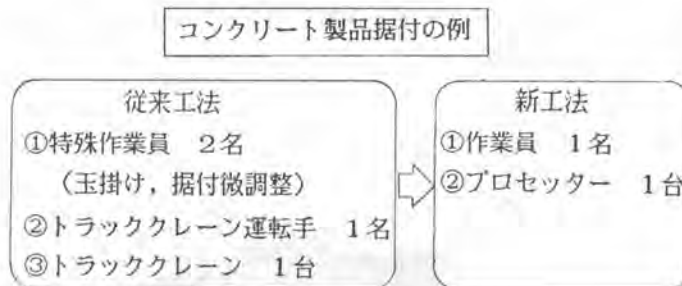 コンクリート製品据付の例
従来工法
①特殊作業員　２名
（玉掛け，据付微調整）
②トラッククレーン運転手　１名
③トラッククレーン　１台
新工法
①作業員　１名
②プロセッター　１台